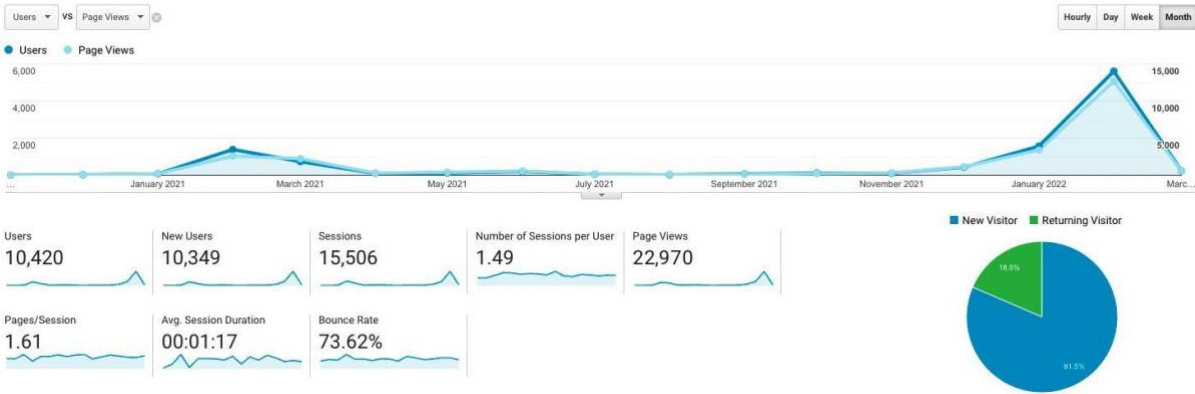 Users VS Page Views
Hourly Day Week Month
Users Page Views
6,000 15,000
4,000 10,000
2,000 5,000
... January 2021 March 2021 May 2021 July 2021 September 2021 November 2021 January 2022 Marc...
New Visitor Returning Visitor
Users New Users Sessions Number of Sessions per User Page Views
10,420 10,349 15,506 1.49 22,970
18.5%
Pages/Session Avg. Session Duration Bounce Rate
1.61 00:01:17 73.62%
81.5%